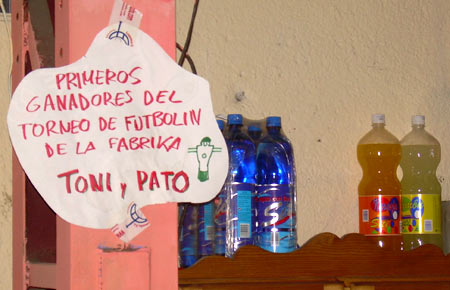 PRIMEROS
GANADORES DEL
TORNEO DE FUTBOLIN
DE LA FABRIKA
TONI y PATO